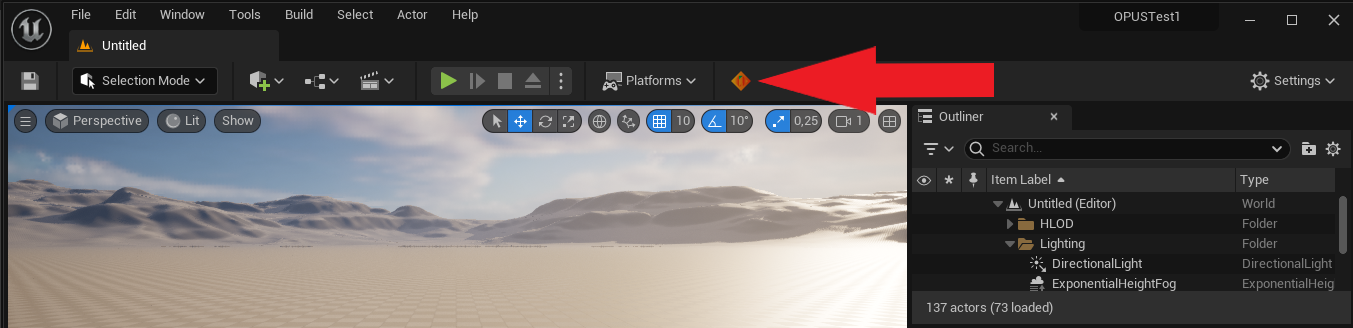 File Edit Window Tools Build Select Actor Help OPUSTest1
Untitled
Selection Mode Platforms Settings
Perspective Lit Show 10 10° 0,25 1
Outliner
Search...
Item Label Type
Untitled (Editor) World
HLOD Folder
Lighting Folder
DirectionalLight DirectionalLight
ExponentialHeightFog ExponentialHeig
137 actors (73 loaded)